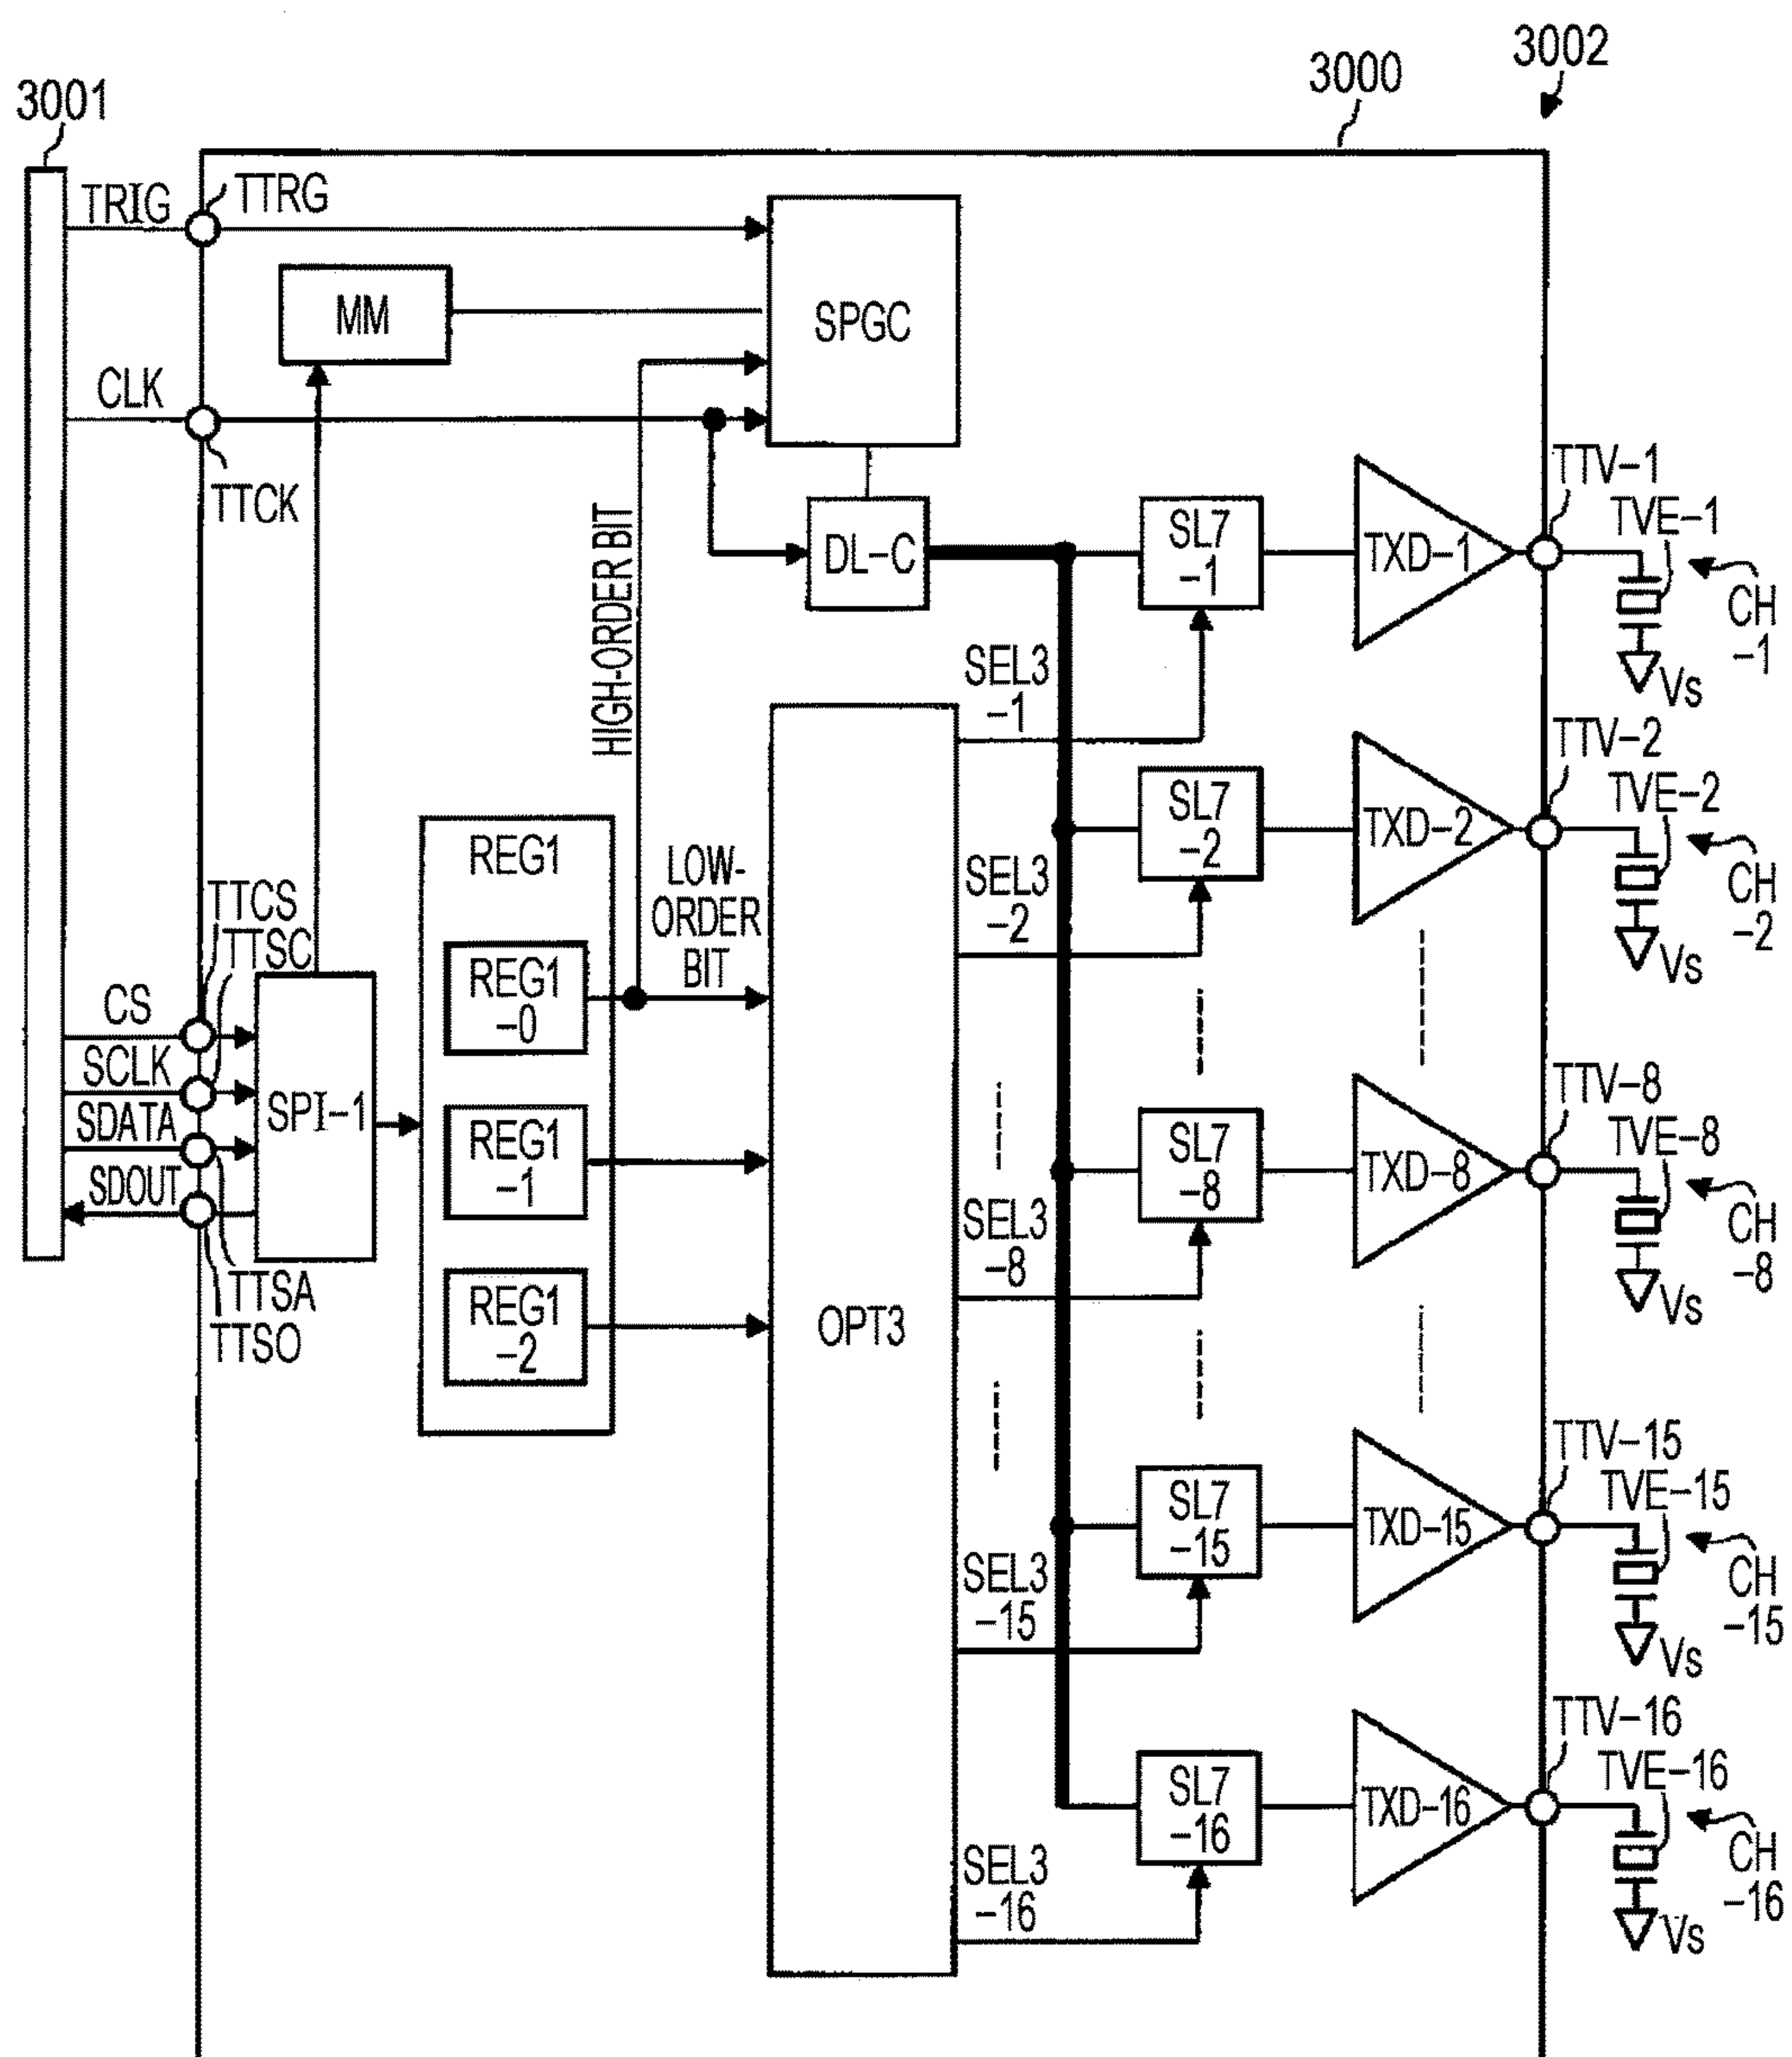 3002
3000
3001
TRIG
TTRG
MM
SPGC
CLK
TTCK
HIGH-ORDER BIT
DL-C
SL7
-1
TXD-1
TTV-1
TVE-1
CH
-1
Vs
SEL3
-1
SL7
-2
TXD-2
TTV-2
TVE-2
CH
-2
Vs
SEL3
-2
REG1
LOW-
ORDER
BIT
TTCS
TTSC
REG1
-0
CS
SCLK
SDATA
SDOUT
SPI-1
REG1
-1
REG1
-2
TTSA
TTSO
OPT3
SL7
-8
TXD-8
TTV-8
TVE-8
CH
-8
Vs
SEL3
-8
SL7
-15
TXD-15
TTV-15
TVE-15
CH
-15
Vs
SEL3
-15
SL7
-16
TXD-16
TTV-16
TVE-16
CH
-16
Vs
SEL3
-16